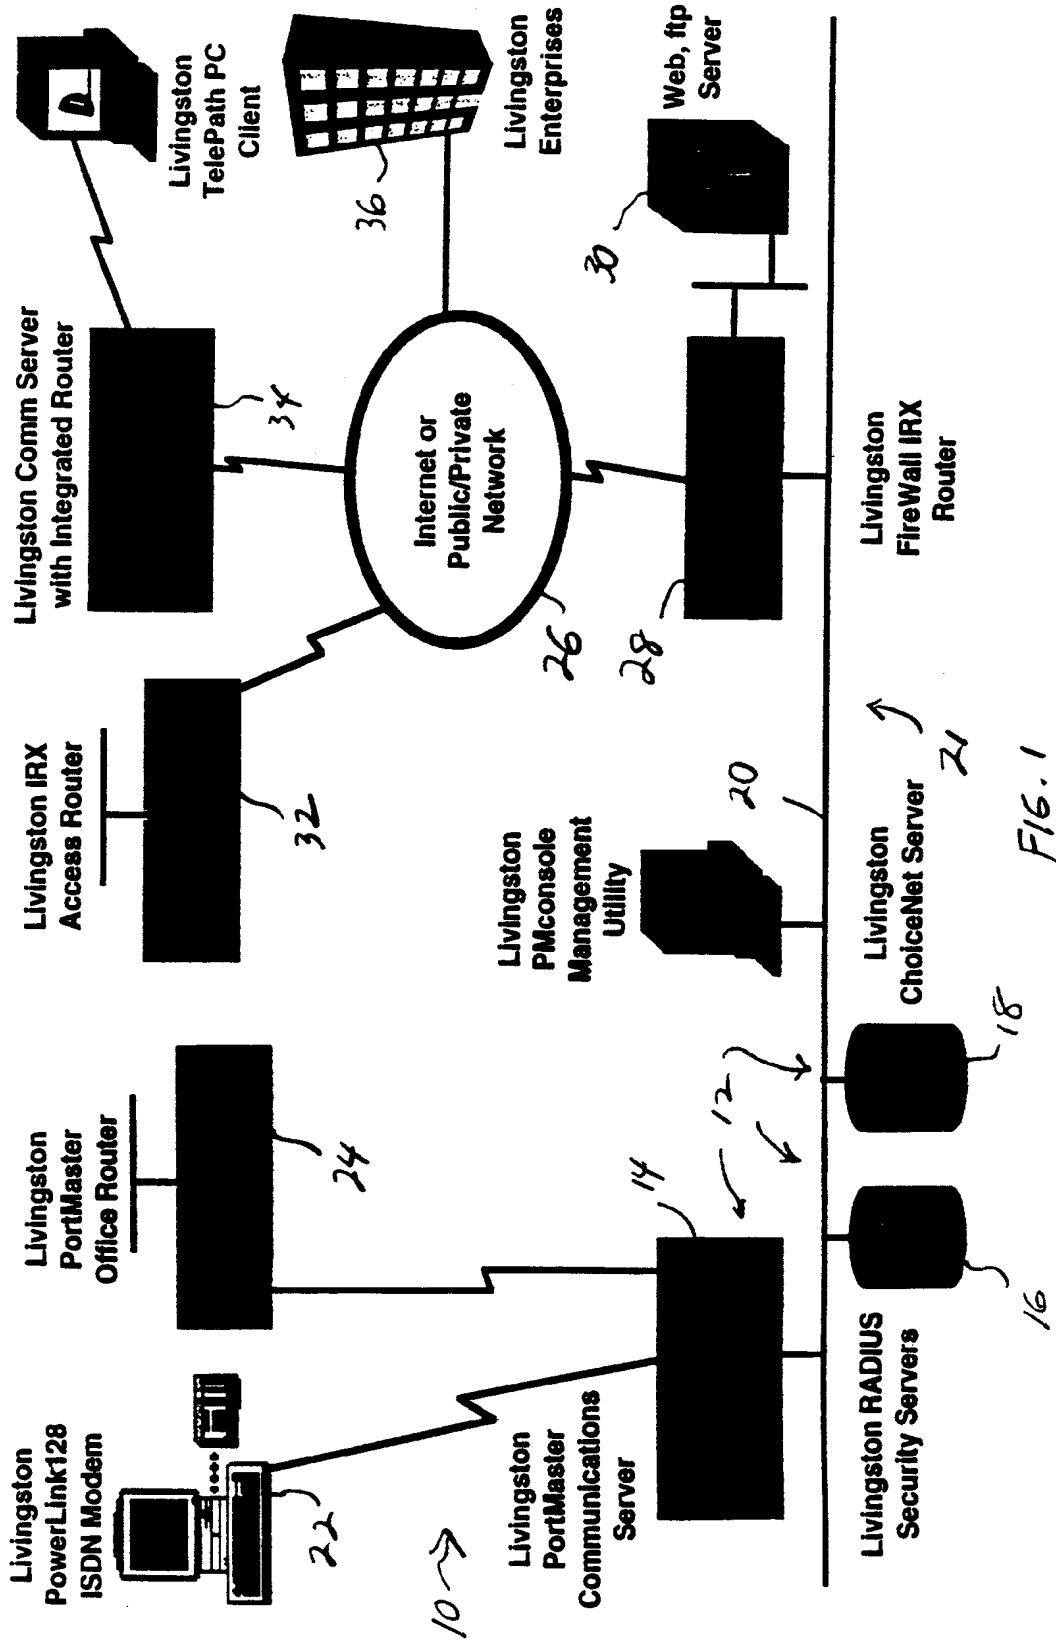 Livingston
PowerLink128
ISDN Modem
22
10
Livingston
PortMaster
Office Router
24
Livingston IRX
Access Router
32
Livingston Comm Server
with Integrated Router
34
Livingston
TelePath PC
Client
Livingston
Enterprises
36
Internet or
Public/Private
Network
26
Livingston
PortMaster
Communications
Server
14
12
Livingston
PMconsole
Management
Utility
20
28
30
Web, ftp
Server
Livingston RADIUS
Security Servers
16
18
Livingston
ChoiceNet Server
21
Livingston
FireWall IRX
Router
FIG. 1